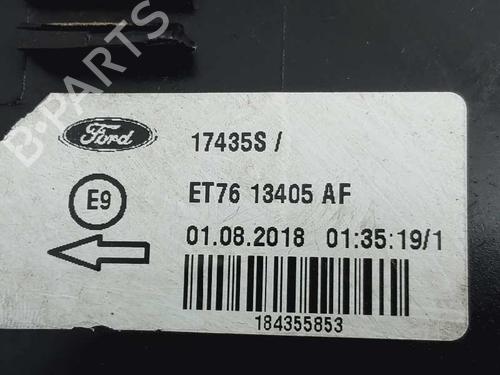 B-PARTS
Ford
17435S /
E9
ET76 13405 AF
01.08.2018 01:35:19/1
184355853